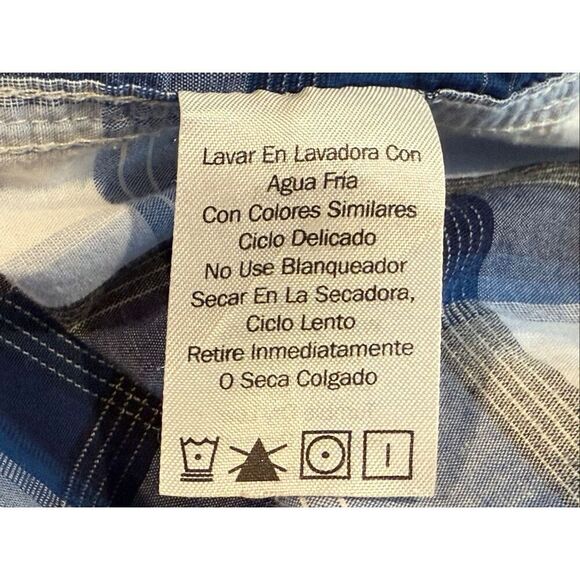 Lavar En Lavadora Con
Agua Fría
Con Colores Similares
Ciclo Delicado
No Use Blanqueador
Secar En La Secadora,
Ciclo Lento
Retire Inmediatamente
O Seca Colgado